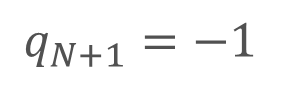 q_{N+1} = −1